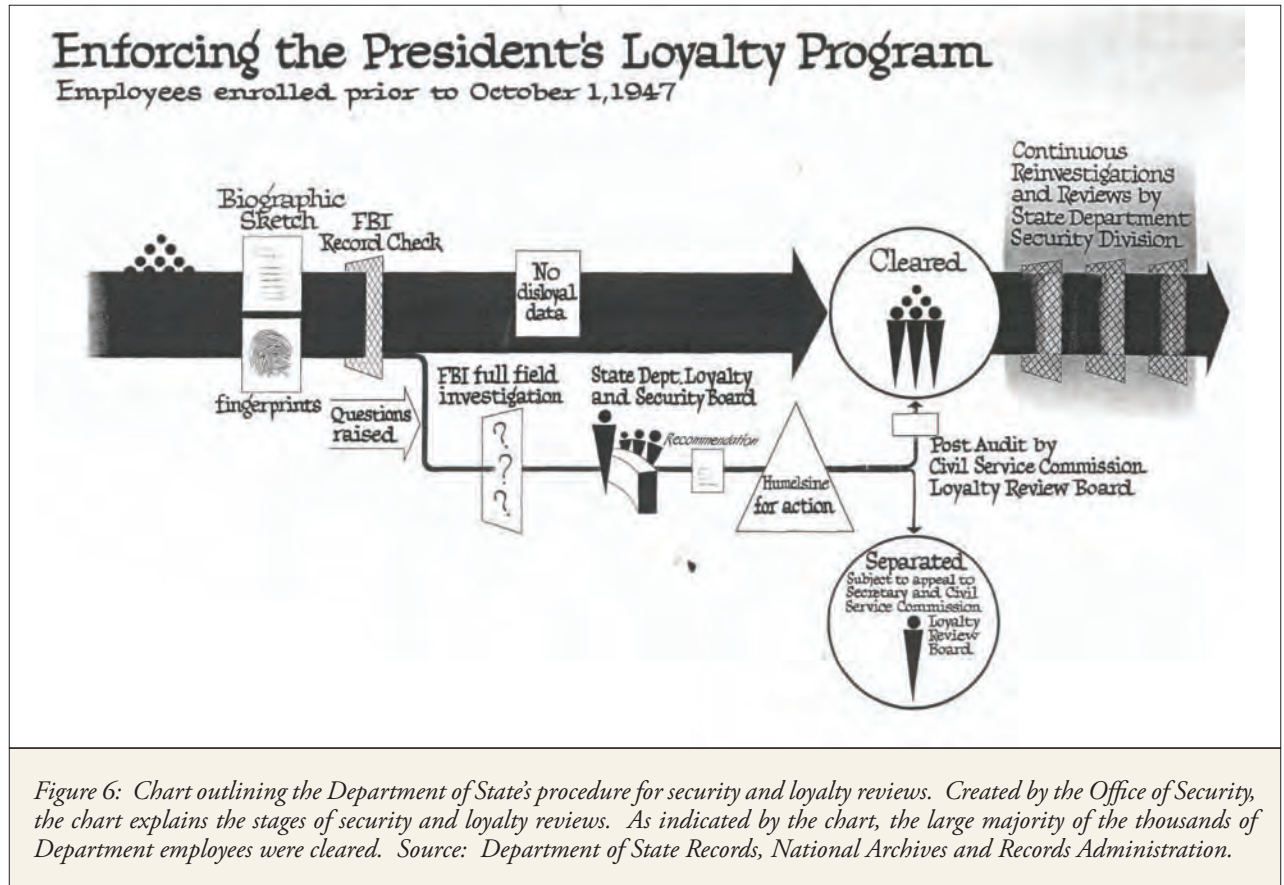 Enforcing the President's Loyalty Program
Employees enrolled prior to October 1, 1947
Biographic
Sketch
FBI
Record Check
fingerprints
Questions
raised
No
disloyal
data
FBI full field
investigation
? ? ?
State Dept. Loyalty
and Security Board
Recommendation
Humelsine
for action
Cleared
Continuous
Reinvestigations
and Reviews by
State Department
Security Division
Post Audit by
Civil Service Commission
Loyalty Review Board
Separated
Subject to appeal to
Secretary and Civil
Service Commission
Loyalty
Review
Board
Figure 6: Chart outlining the Department of State's procedure for security and loyalty reviews. Created by the Office of Security,
the chart explains the stages of security and loyalty reviews. As indicated by the chart, the large majority of the thousands of
Department employees were cleared. Source: Department of State Records, National Archives and Records Administration.